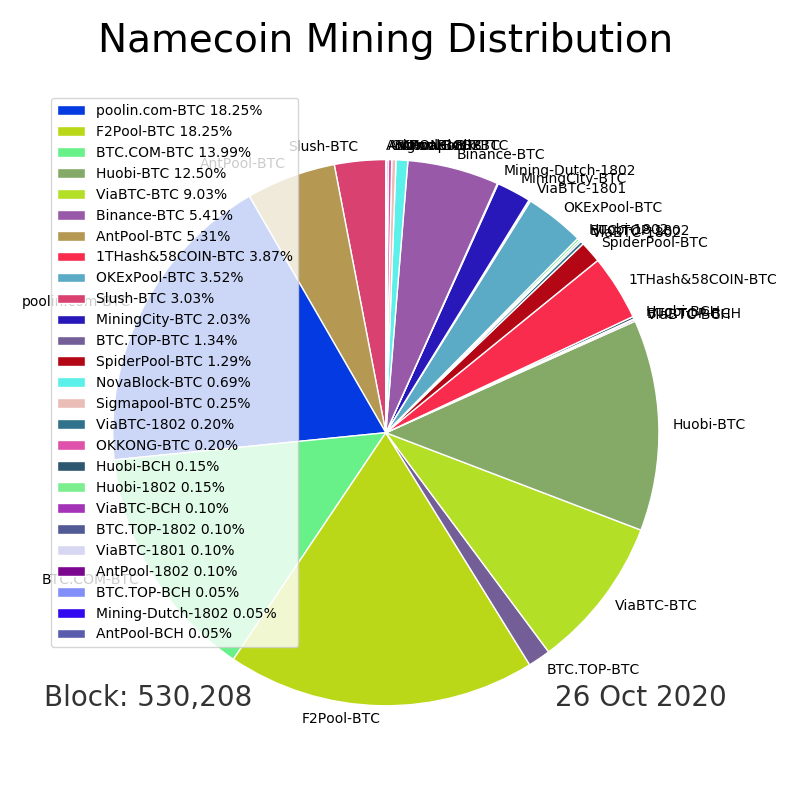 Namecoin Mining Distribution
poolin.com-BTC 18.25%
F2Pool-BTC 18.25%
BTC.COM-BTC 13.99%
Huobi-BTC 12.50%
ViaBTC-BTC 9.03%
Binance-BTC 5.41%
AntPool-BTC 5.31%
1THash&58COIN-BTC 3.87%
OKExPool-BTC 3.52%
Slush-BTC 3.03%
MiningCity-BTC 2.03%
BTC.TOP-BTC 1.34%
SpiderPool-BTC 1.29%
NovaBlock-BTC 0.69%
Sigmapool-BTC 0.25%
ViaBTC-1802 0.20%
OKKONG-BTC 0.20%
Huobi-BCH 0.15%
Huobi-1802 0.15%
ViaBTC-BCH 0.10%
BTC.TOP-1802 0.10%
ViaBTC-1801 0.10%
AntPool-1802 0.10%
BTC.TOP-BCH 0.05%
Mining-Dutch-1802 0.05%
AntPool-BCH 0.05%
Slush-BTC
AntPool-BTC
BTC.COM-BTC
F2Pool-BTC
BTC.TOP-BTC
ViaBTC-BTC
Huobi-BTC
1THash&58COIN-BTC
SpiderPool-BTC
OKExPool-BTC
ViaBTC-1801
MiningCity-BTC
Mining-Dutch-1802
Binance-BTC
Block: 530,208
26 Oct 2020